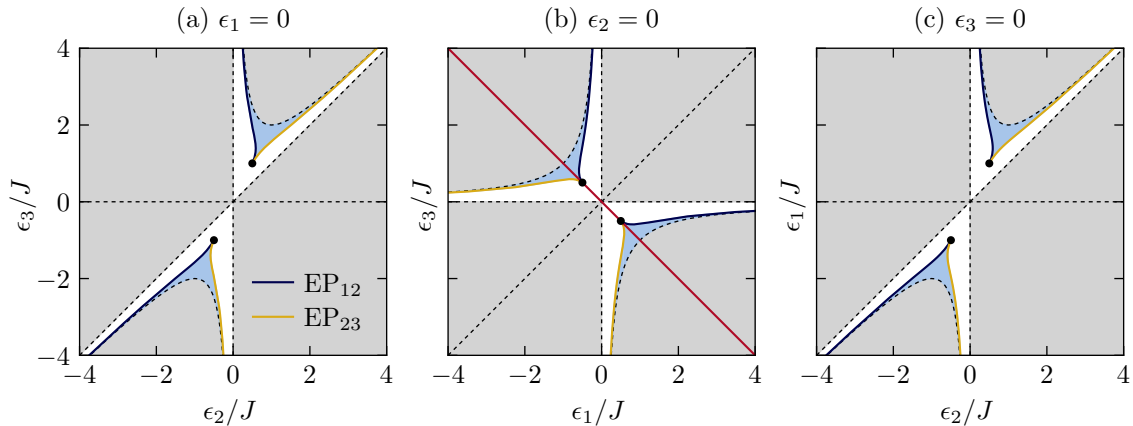 (a) ϵ₁ = 0
(b) ϵ₂ = 0
(c) ϵ₃ = 0
ϵ₃/J
4
2
0
−2
−4
−4 −2 0 2 4
ϵ₂/J
EP₁₂
EP₂₃
ϵ₃/J
−4 −2 0 2 4
ϵ₁/J
ϵ₁/J
−4 −2 0 2 4
ϵ₂/J